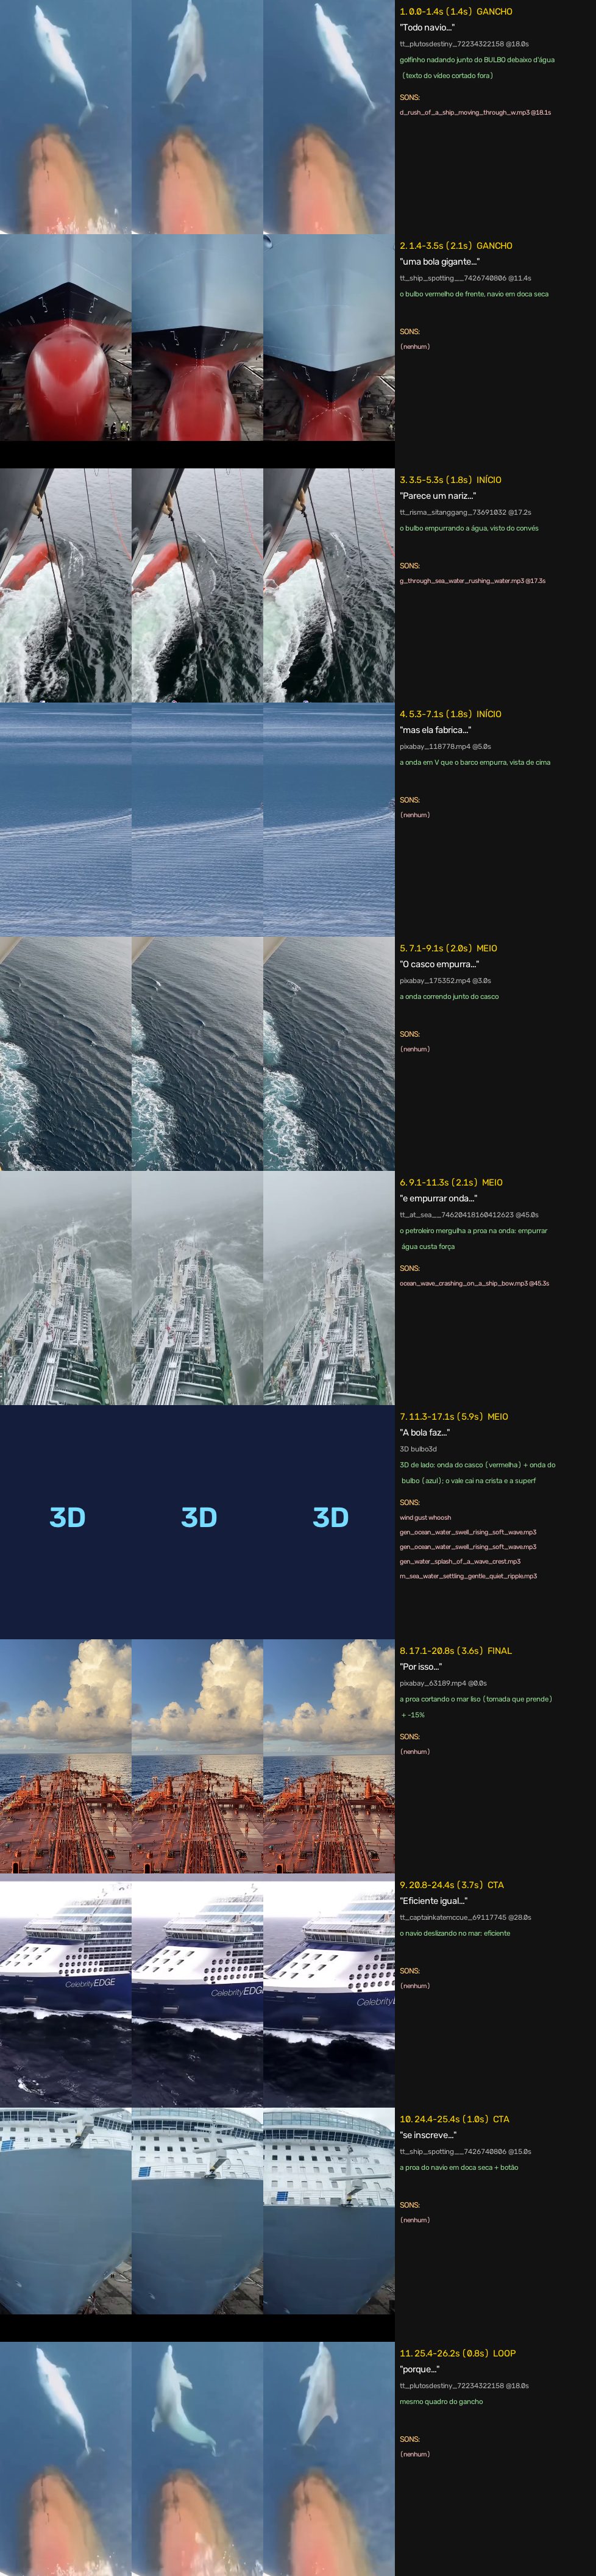 1. 0.0-1.4s (1.4s) GANCHO
"Todo navio..."
tt_plutosdestiny_72234322158 @18.0s
golfinho nadando junto do BULBO debaixo d'água
(texto do vídeo cortado fora)
SONS:
d_rush_of_a_ship_moving_through_w.mp3 @18.1s
2. 1.4-3.5s (2.1s) GANCHO
"uma bola gigante..."
tt_ship_spotting__7426740806 @11.4s
o bulbo vermelho de frente, navio em doca seca
SONS:
(nenhum)
3. 3.5-5.3s (1.8s) INÍCIO
"Parece um nariz..."
tt_risma_sitanggang_73691032 @17.2s
o bulbo empurrando a água, visto do convés
SONS:
g_through_sea_water_rushing_water.mp3 @17.3s
4. 5.3-7.1s (1.8s) INÍCIO
"mas ela fabrica..."
pixabay_118778.mp4 @5.0s
a onda em V que o barco empurra, vista de cima
SONS:
(nenhum)
5. 7.1-9.1s (2.0s) MEIO
"O casco empurra..."
pixabay_175352.mp4 @3.0s
a onda correndo junto do casco
SONS:
(nenhum)
6. 9.1-11.3s (2.1s) MEIO
"e empurrar onda..."
tt_at_sea__74620418160412623 @45.0s
o petroleiro mergulha a proa na onda: empurrar
água custa força
SONS:
ocean_wave_crashing_on_a_ship_bow.mp3 @45.3s
3D 3D 3D
7. 11.3-17.1s (5.9s) MEIO
"A bola faz..."
3D bulbo3d
3D de lado: onda do casco (vermelha) + onda do
bulbo (azul); o vale cai na crista e a superf
SONS:
wind gust whoosh
gen_ocean_water_swell_rising_soft_wave.mp3
gen_ocean_water_swell_rising_soft_wave.mp3
gen_water_splash_of_a_wave_crest.mp3
m_sea_water_settling_gentle_quiet_ripple.mp3
8. 17.1-20.8s (3.6s) FINAL
"Por isso..."
pixabay_63189.mp4 @0.0s
a proa cortando o mar liso (tomada que prende)
+ -15%
SONS:
(nenhum)
Celebrity EDGE
Celebrity EDGE
Celebrity
9. 20.8-24.4s (3.7s) CTA
"Eficiente igual..."
tt_captainkatemccue_69117745 @28.0s
o navio deslizando no mar: eficiente
SONS:
(nenhum)
10. 24.4-25.4s (1.0s) CTA
"se inscreve..."
tt_ship_spotting__7426740806 @15.0s
a proa do navio em doca seca + botão
SONS:
(nenhum)
11. 25.4-26.2s (0.8s) LOOP
"porque..."
tt_plutosdestiny_72234322158 @18.0s
mesmo quadro do gancho
SONS:
(nenhum)